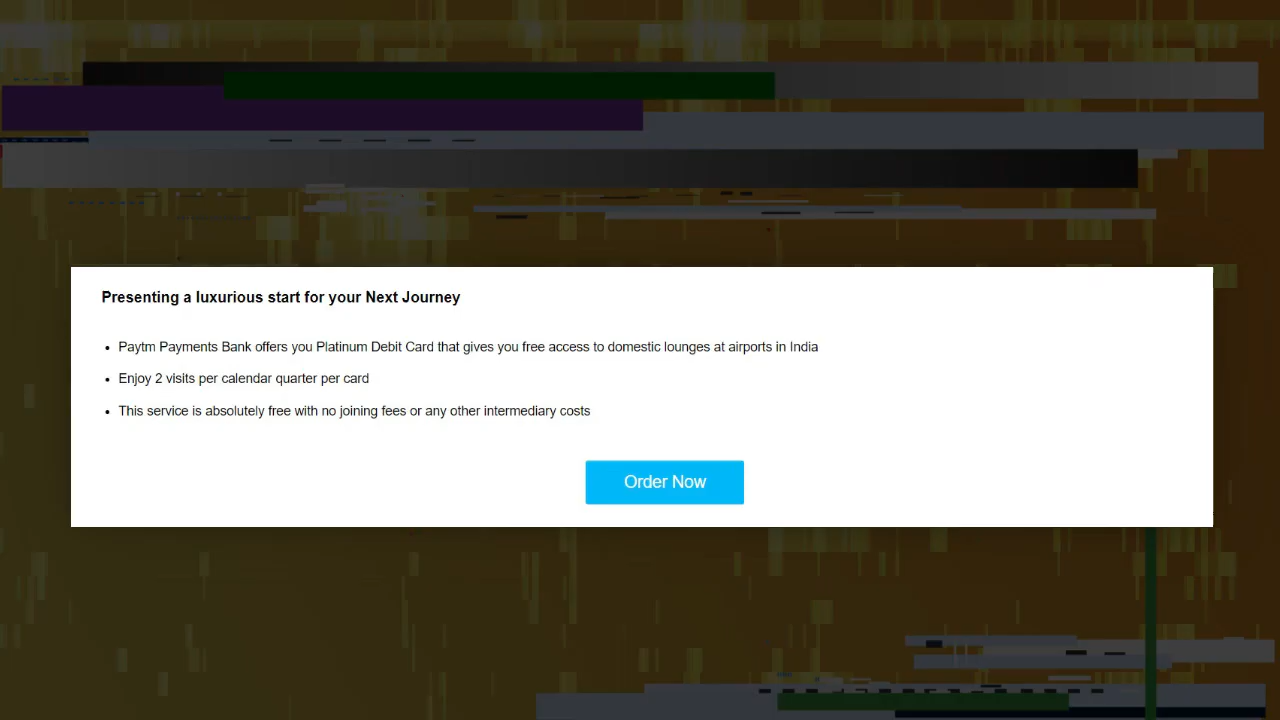 Presenting a luxurious start for your Next Journey
• Paytm Payments Bank offers you Platinum Debit Card that gives you free access to domestic lounges at airports in India
• Enjoy 2 visits per calendar quarter per card
• This service is absolutely free with no joining fees or any other intermediary costs
Order Now